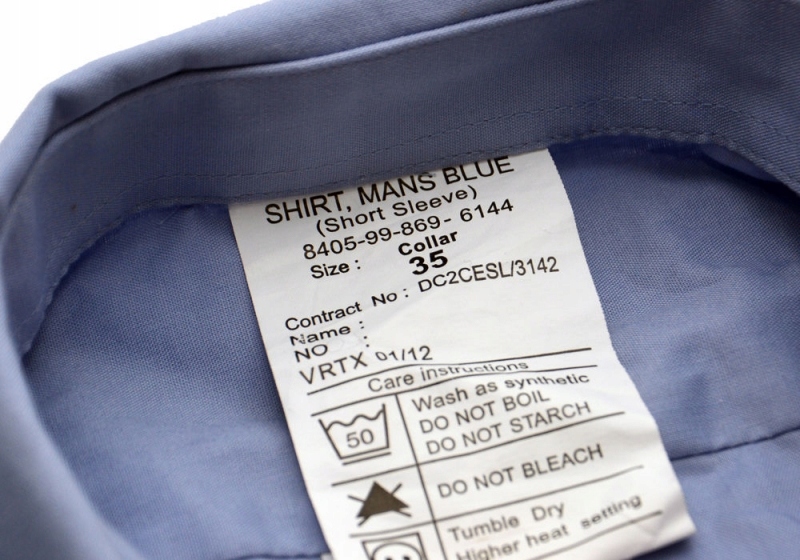 SHIRT, MANS BLUE
(Short Sleeve)
8405-99-869- 6144
Size : Collar
35
Contract No : DC2CESL/3142
Name :
NO :
VRTX 01/12
Care instructions
50
Wash as synthetic
DO NOT BOIL
DO NOT STARCH
DO NOT BLEACH
Tumble Dry
Higher heat setting